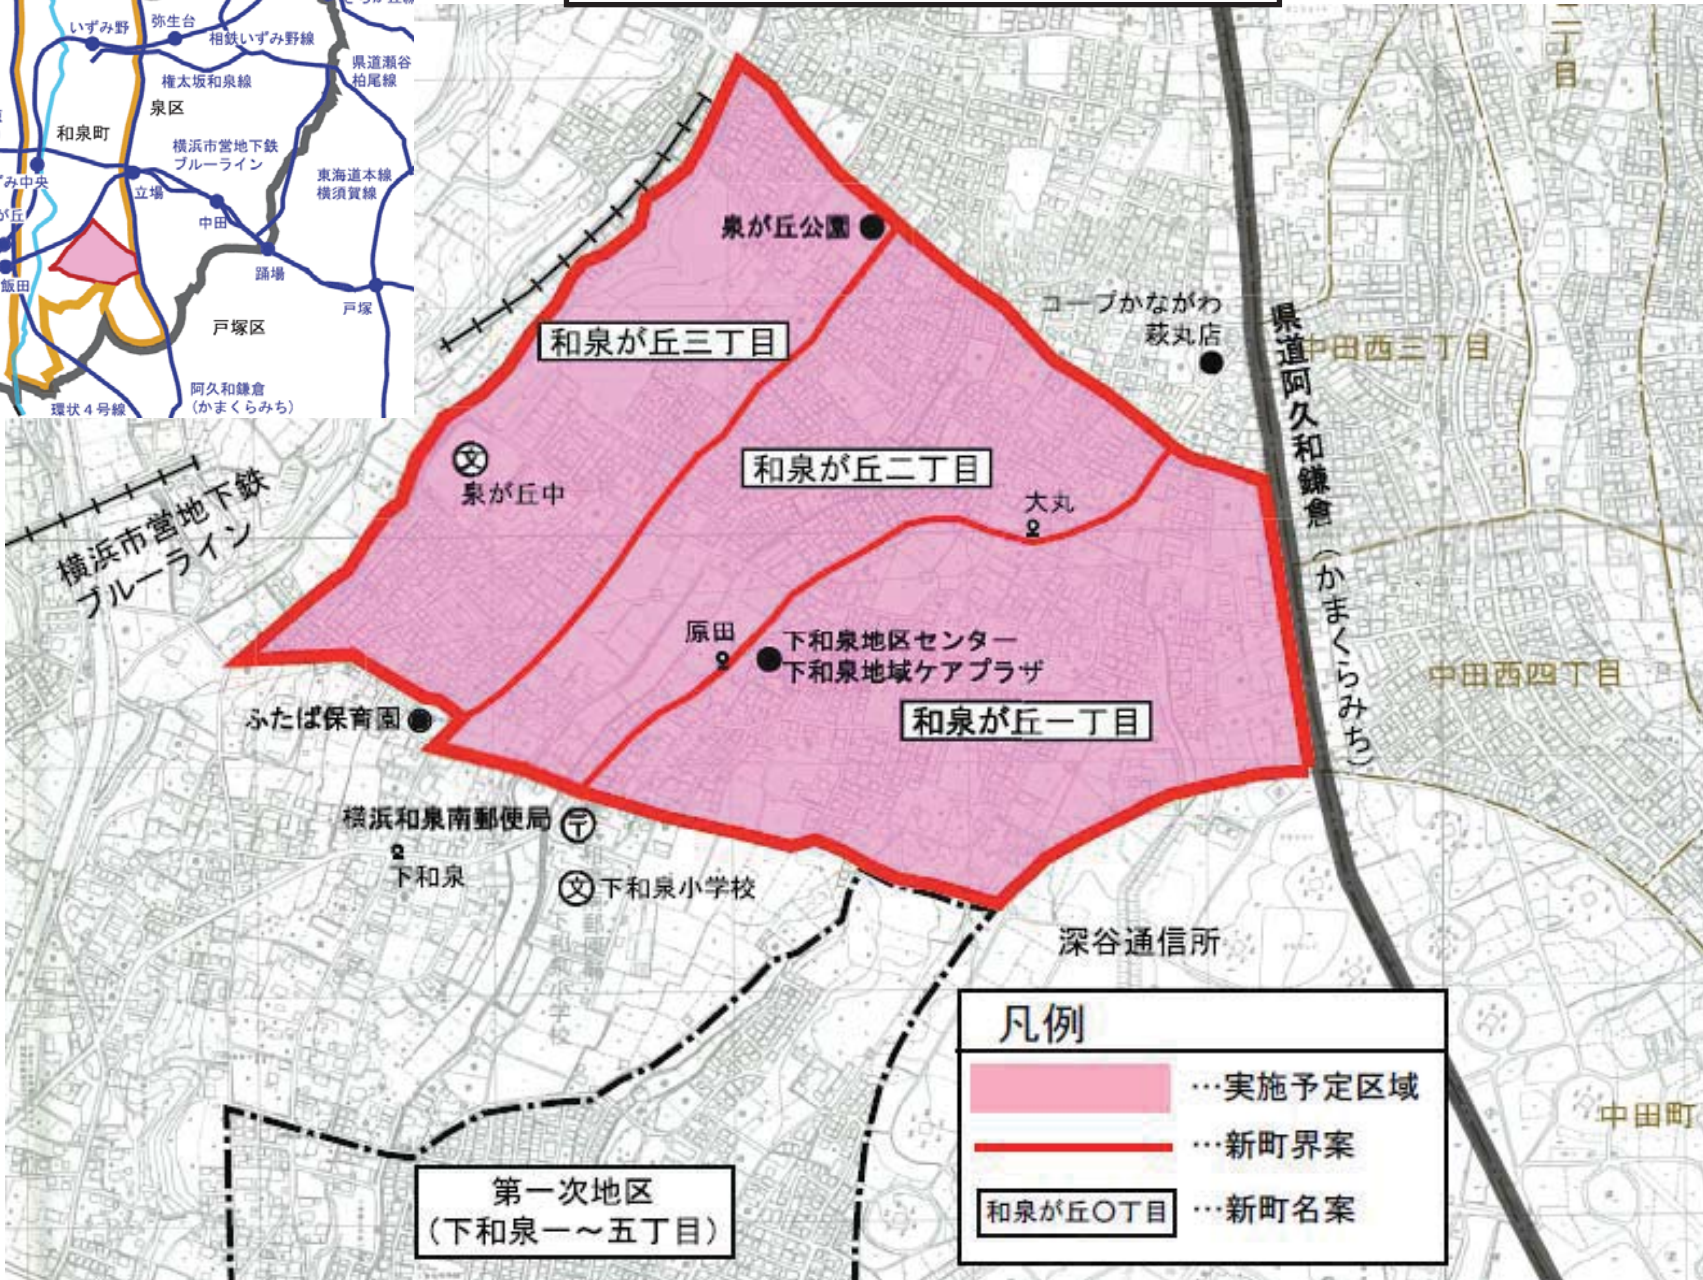 いずみ野
弥生台
相鉄いずみ野線
県道瀬谷
柏尾線
権太坂和泉線
泉区
和泉町
横浜市営地下鉄
ブルーライン
東海道本線
横須賀線
み中央
立場
中田
が丘
踊場
飯田
戸塚
戸塚区
阿久和鎌倉
(かまくらみち)
環状4号線
二丁目
泉が丘公園
コープかながわ
萩丸店
和泉が丘三丁目
県道阿久和鎌倉(かまくらみち)
中田西三丁目
泉が丘中
和泉が丘二丁目
大丸
横浜市営地下鉄
ブルーライン
原田
下和泉地区センター
下和泉地域ケアプラザ
中田西四丁目
ふたば保育園
和泉が丘一丁目
横浜和泉南郵便局
下和泉
下和泉小学校
深谷通信所
凡例
…実施予定区域
…新町界案
和泉が丘〇丁目
…新町名案
中田町
第一次地区
(下和泉一～五丁目)